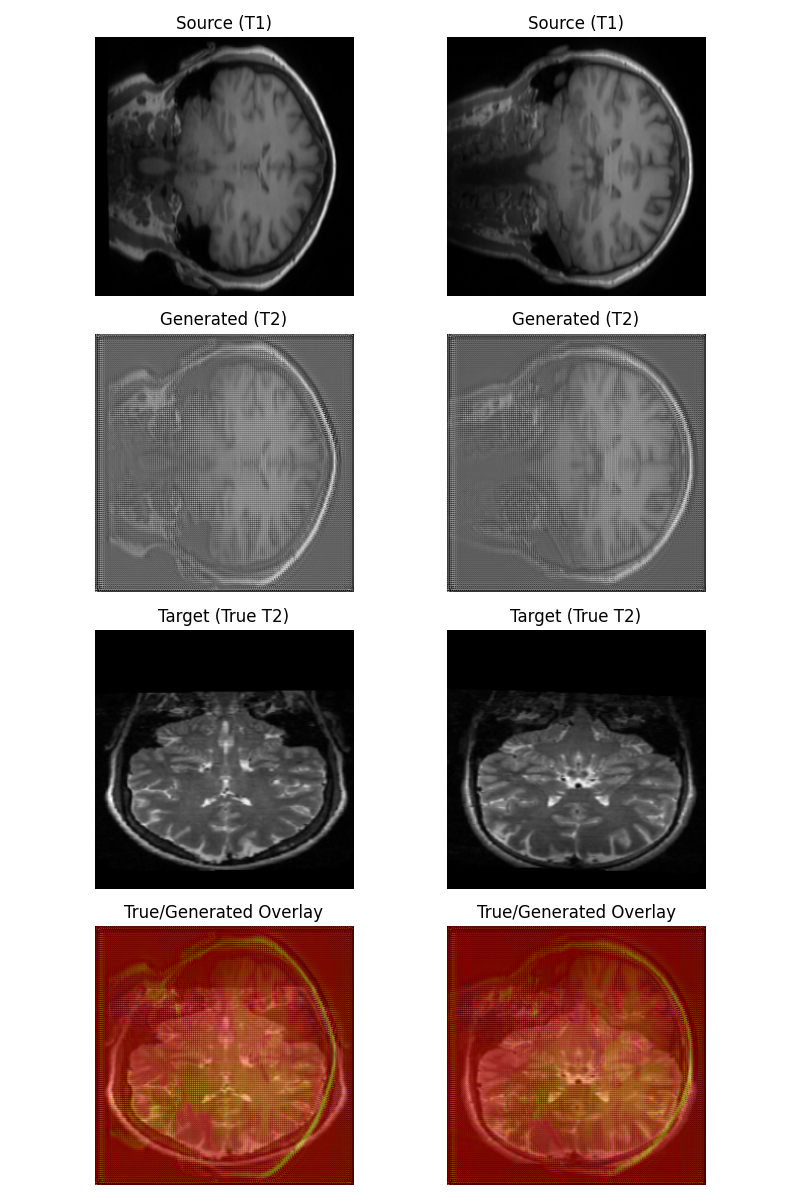 Source (T1)
Source (T1)
Generated (T2)
Generated (T2)
Target (True T2)
Target (True T2)
True/Generated Overlay
True/Generated Overlay